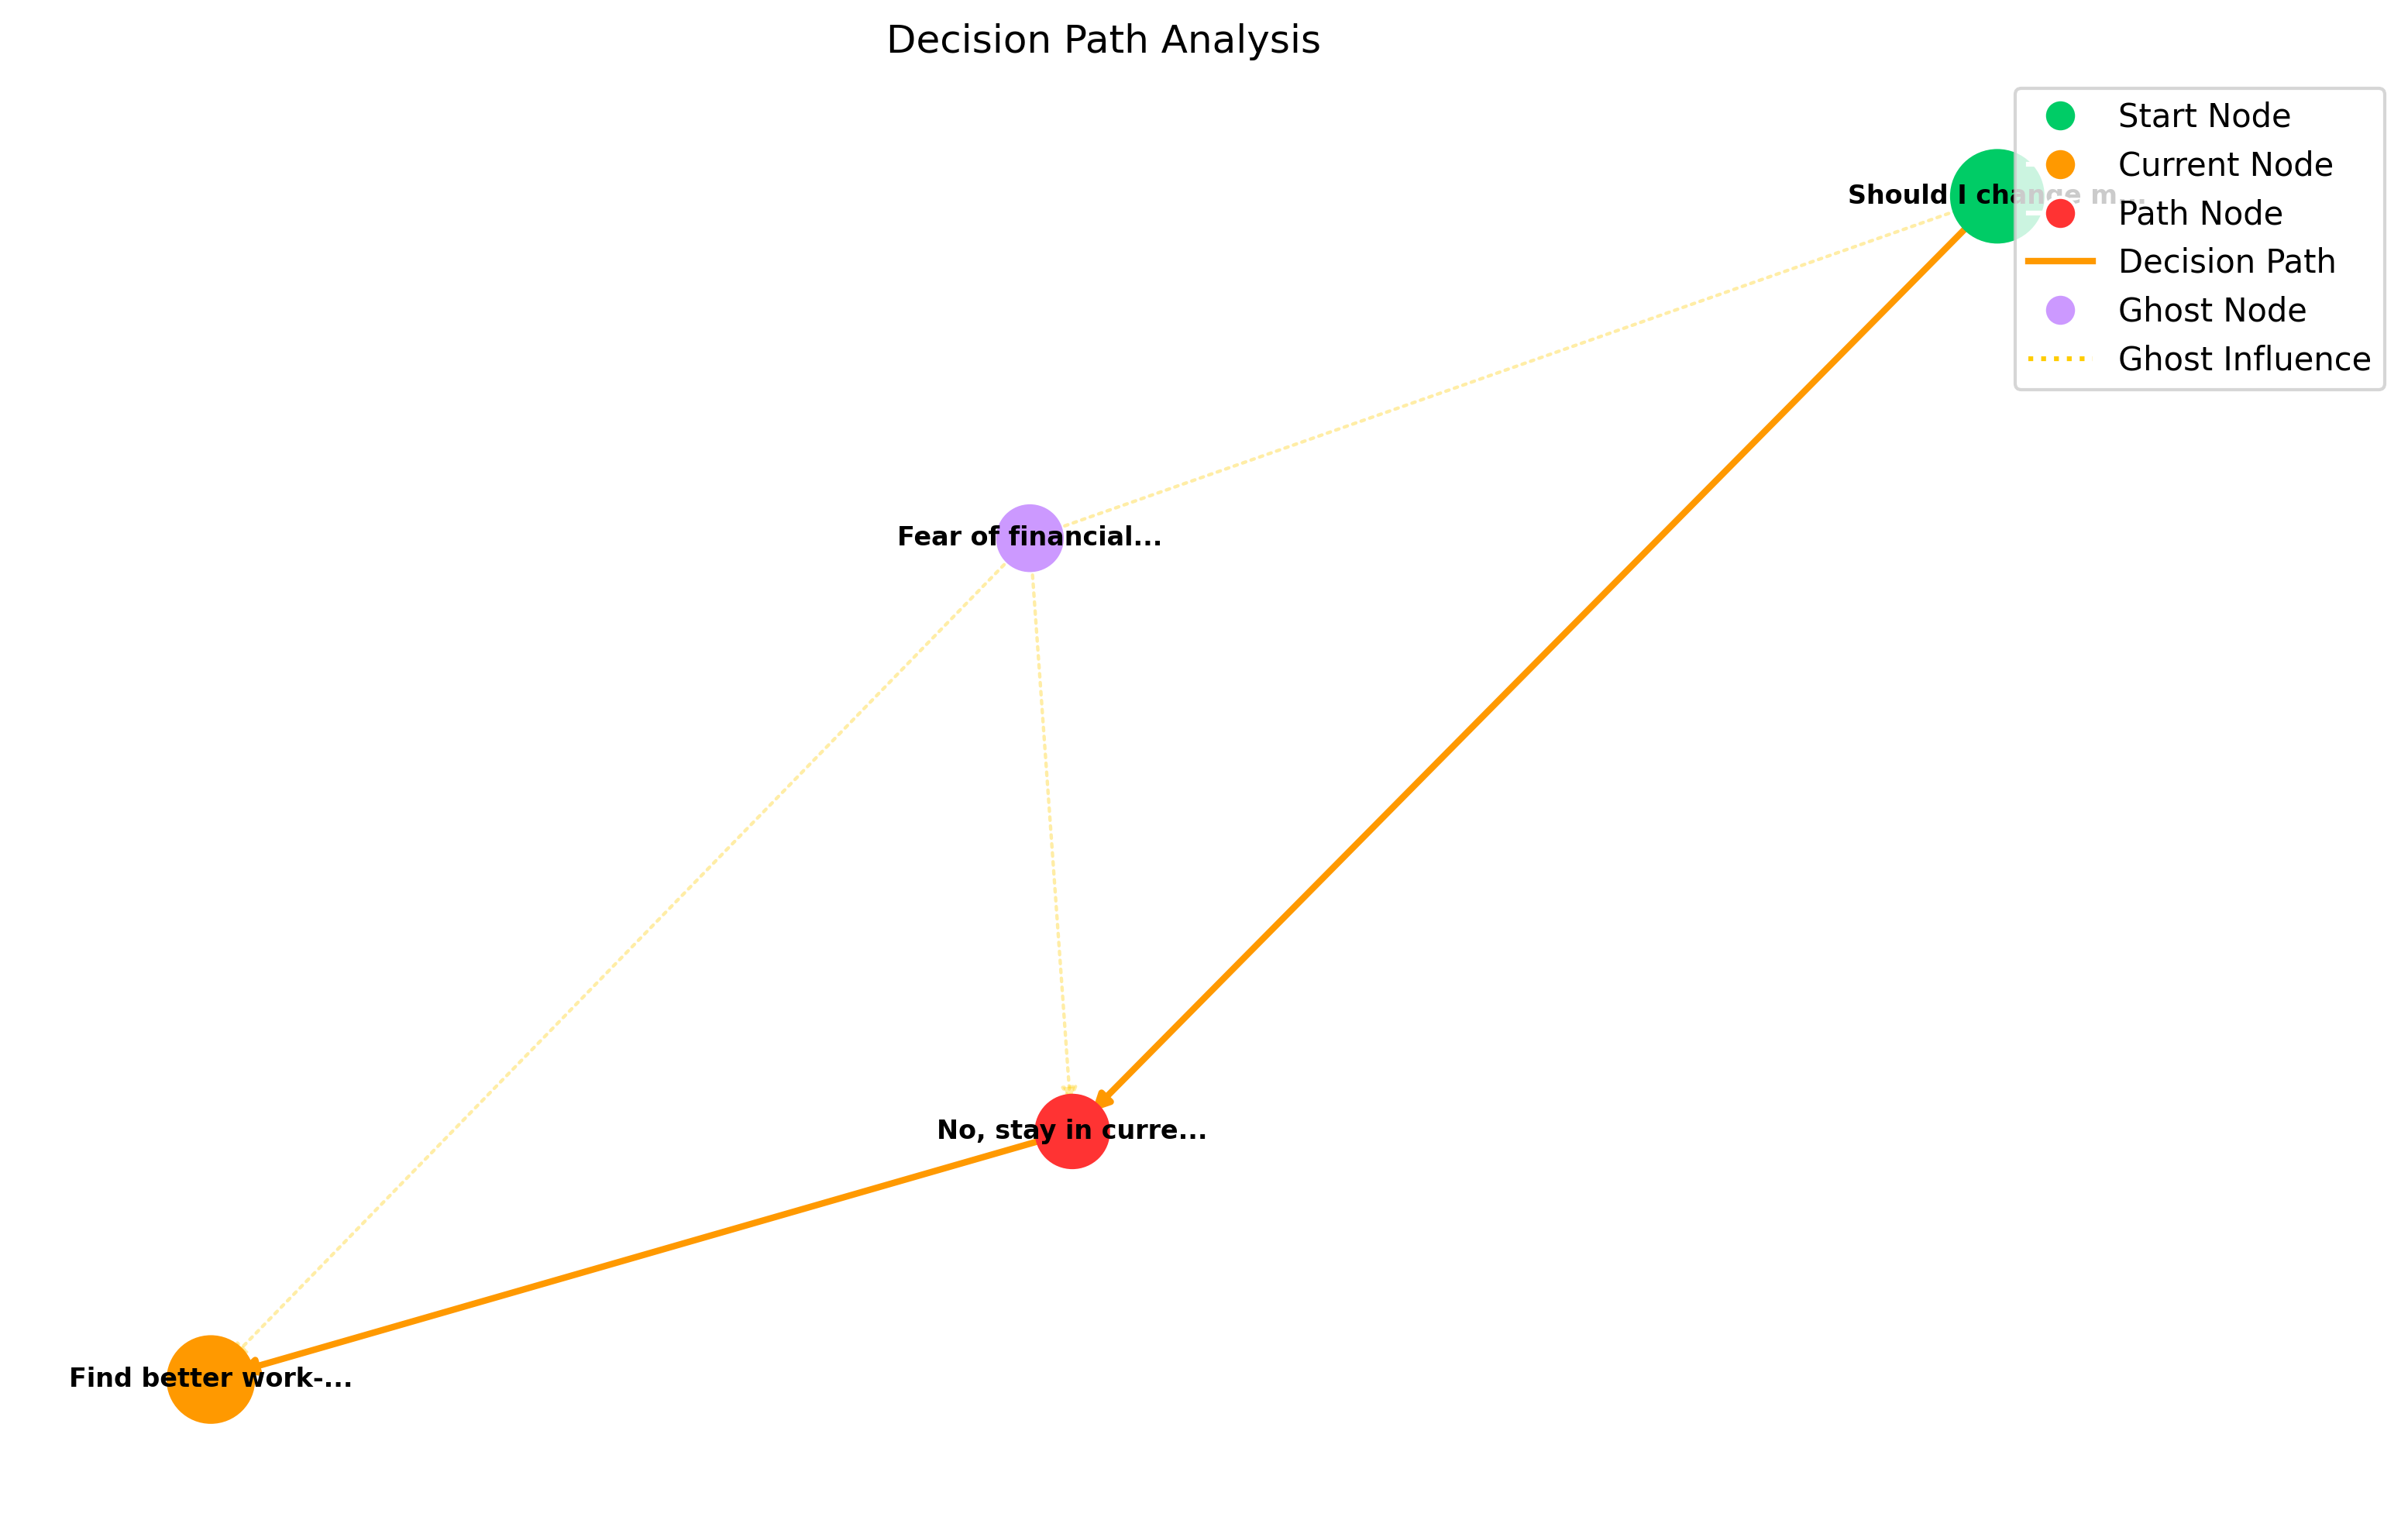 Decision Path Analysis
Start Node
Current Node
Path Node
Decision Path
Ghost Node
Ghost Influence
Should I change m...
Fear of financial...
No, stay in curre...
Find better work-...